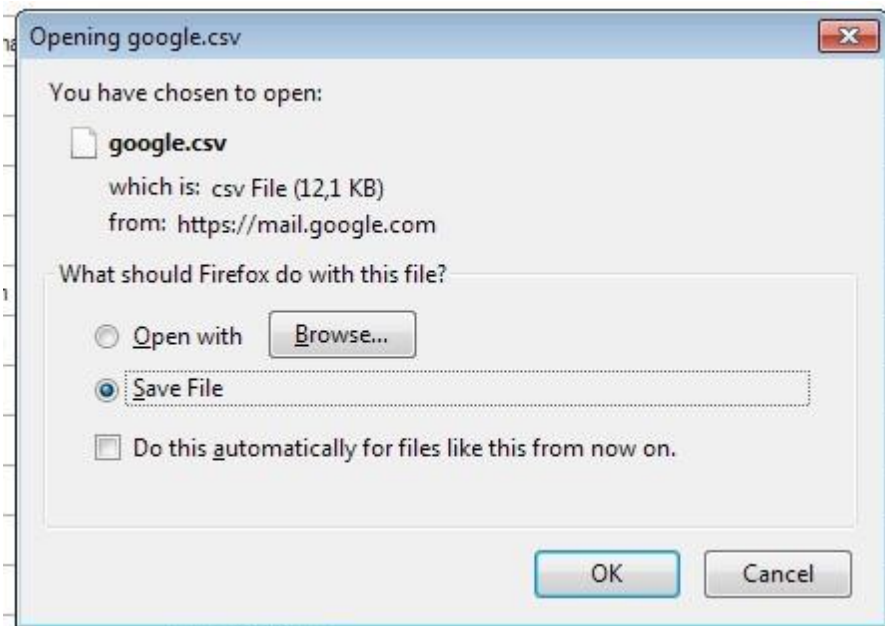 Opening google.csv
You have chosen to open:
google.csv
which is: csv File (12,1 KB)
from: https://mail.google.com
What should Firefox do with this file?
Open with Browse...
Save File
Do this automatically for files like this from now on.
OK Cancel